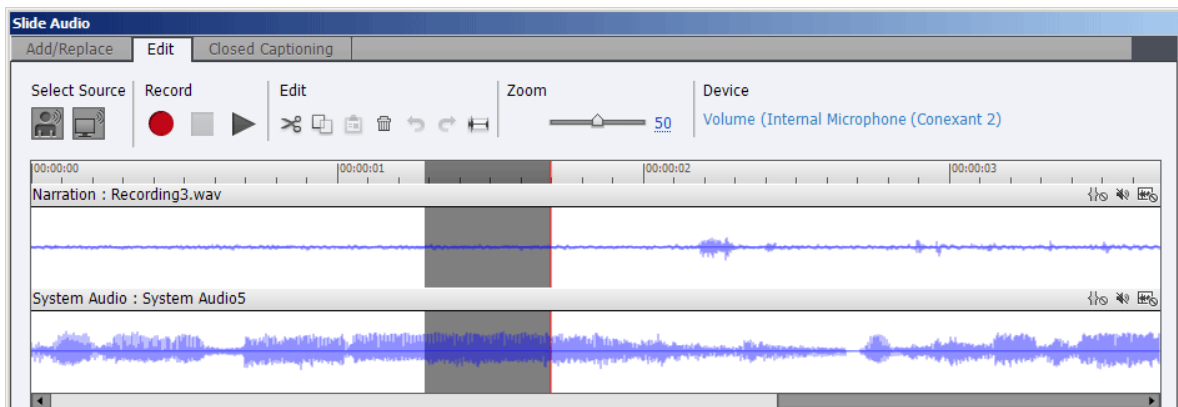 Slide Audio
Add/Replace Edit Closed Captioning
Select Source Record Edit Zoom Device
50 Volume (Internal Microphone (Conexant 2)
00:00:00 00:00:01 00:00:02 00:00:03
Narration : Recording3.wav
System Audio : System Audio5